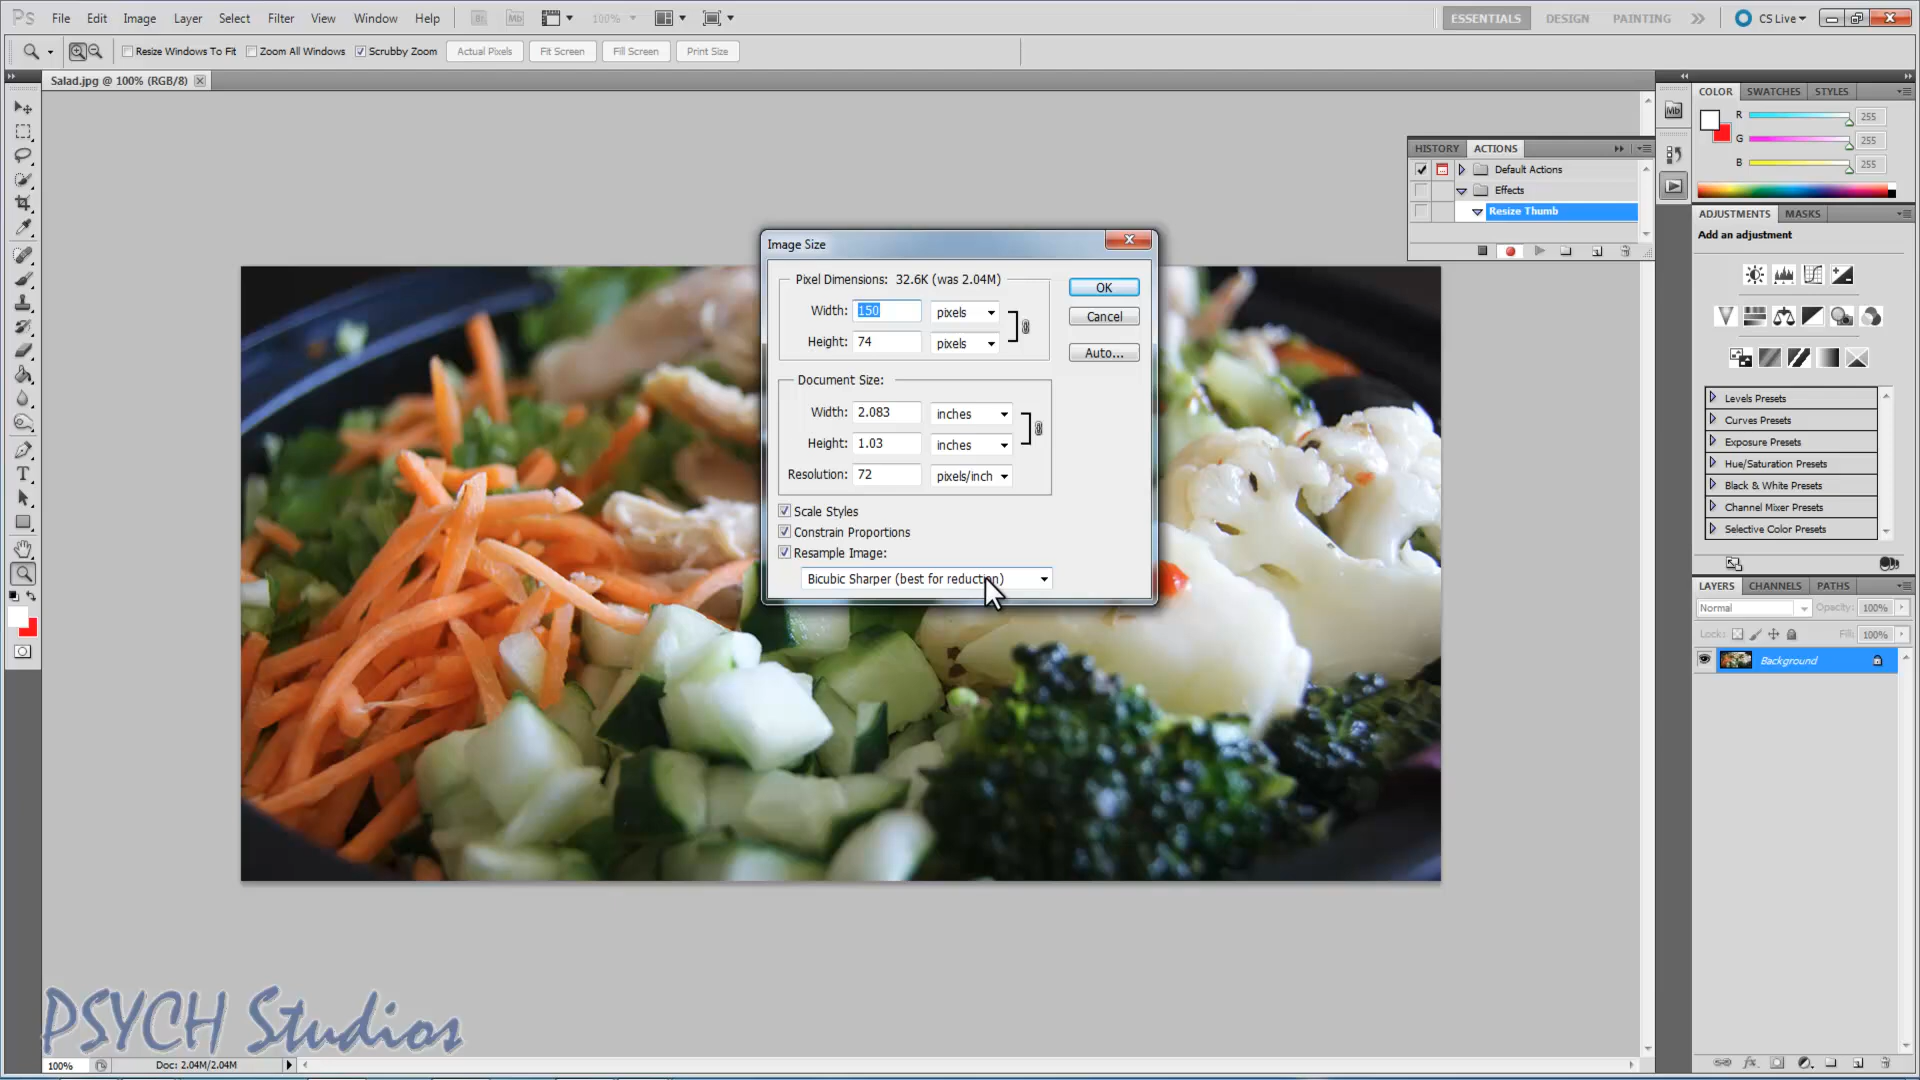 Ps File Edit Image Layer Select Filter View Window Help Br Mb 100% ESSENTIALS DESIGN PAINTING CS Live
Resize Windows To Fit Zoom All Windows Scrubby Zoom Actual Pixels Fit Screen Fill Screen Print Size
Salad.jpg @ 100% (RGB/8)
COLOR SWATCHES STYLES
Mb
R 255
G 255
B 255
HISTORY ACTIONS
Default Actions
Effects
Resize Thumb
ADJUSTMENTS MASKS
Add an adjustment
Image Size
Pixel Dimensions: 32.6K (was 2.04M)
Width: 150 pixels
Height: 74 pixels
OK
Cancel
Auto...
Document Size:
Width: 2.083 inches
Height: 1.03 inches
Resolution: 72 pixels/inch
Scale Styles
Constrain Proportions
Resample Image:
Bicubic Sharper (best for reduction)
Levels Presets
Curves Presets
Exposure Presets
Hue/Saturation Presets
Black & White Presets
Channel Mixer Presets
Selective Color Presets
LAYERS CHANNELS PATHS
Normal Opacity: 100%
Lock: Fill: 100%
Background
PSYCH Studios
100% Doc: 2.04M/2.04M